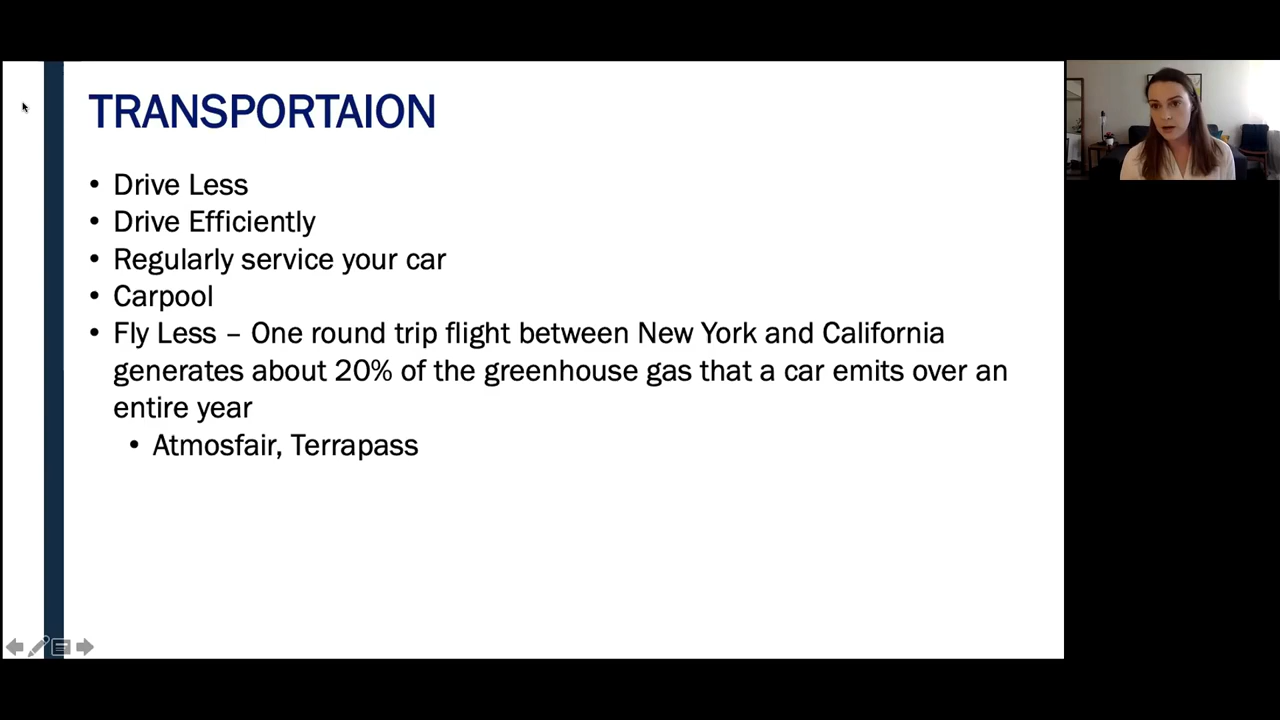 TRANSPORTAION
• Drive Less
• Drive Efficiently
• Regularly service your car
• Carpool
• Fly Less – One round trip flight between New York and California
generates about 20% of the greenhouse gas that a car emits over an
entire year
• Atmosfair, Terrapass